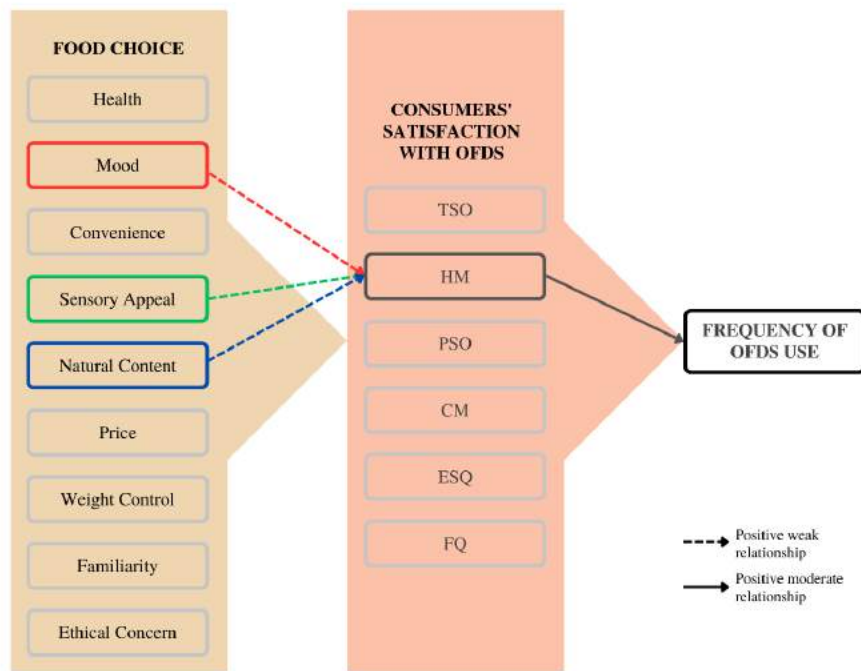 FOOD CHOICE
Health
Mood
Convenience
Sensory Appeal
Natural Content
Price
Weight Control
Familiarity
Ethical Concern
CONSUMERS'
SATISFACTION
WITH OFDS
TSO
HM
PSO
CM
ESQ
FQ
FREQUENCY OF
OFDS USE
Positive weak
relationship
Positive moderate
relationship